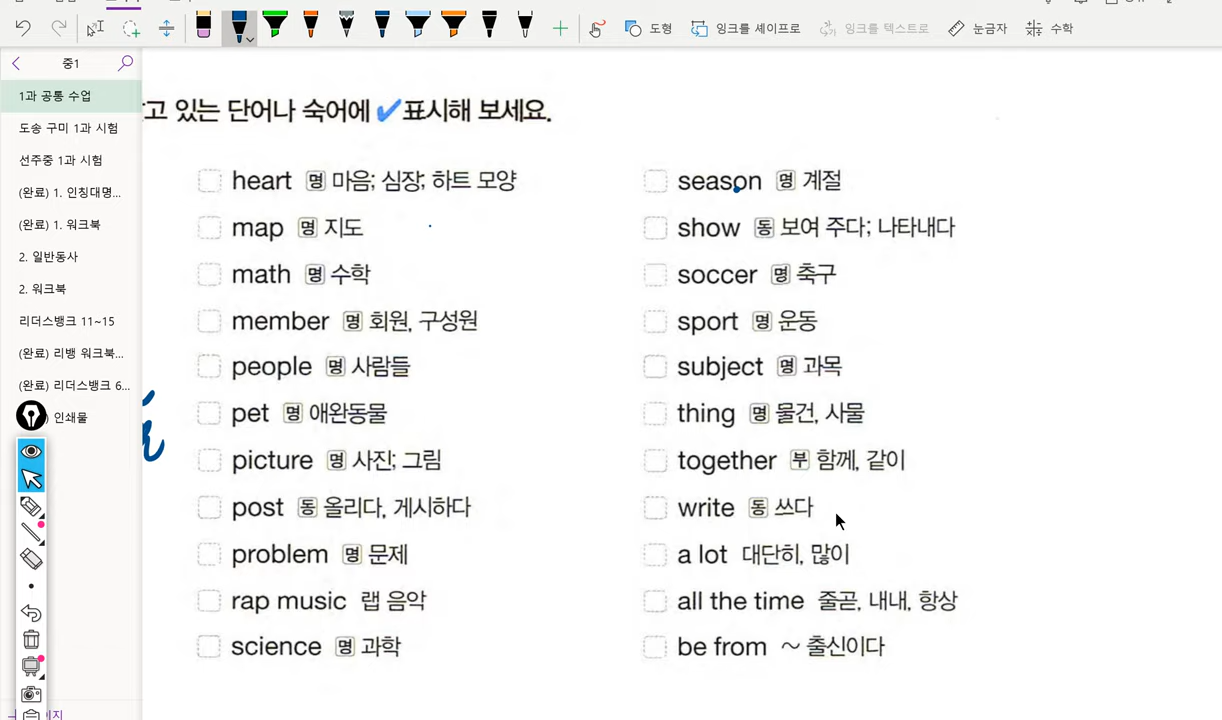 도형
잉크를 셰이프로
잉크를 텍스트로
눈금자
수학
중1
1과 공통 수업
도송 구미 1과 시험
선주중 1과 시험
(완료) 1. 인칭대명...
(완료) 1. 워크북
2. 일반동사
2. 워크북
리더스뱅크 11~15
(완료) 리뱅 워크북...
(완료) 리더스뱅크 6...
인쇄물
고 있는 단어나 숙어에 ✔표시해 보세요.
heart 명 마음; 심장; 하트 모양
map 명 지도
math 명 수학
member 명 회원, 구성원
people 명 사람들
pet 명 애완동물
picture 명 사진; 그림
post 동 올리다, 게시하다
problem 명 문제
rap music 랩 음악
science 명 과학
season 명 계절
show 동 보여 주다; 나타내다
soccer 명 축구
sport 명 운동
subject 명 과목
thing 명 물건, 사물
together 부 함께, 같이
write 동 쓰다
a lot 대단히, 많이
all the time 줄곧, 내내, 항상
be from ~ 출신이다